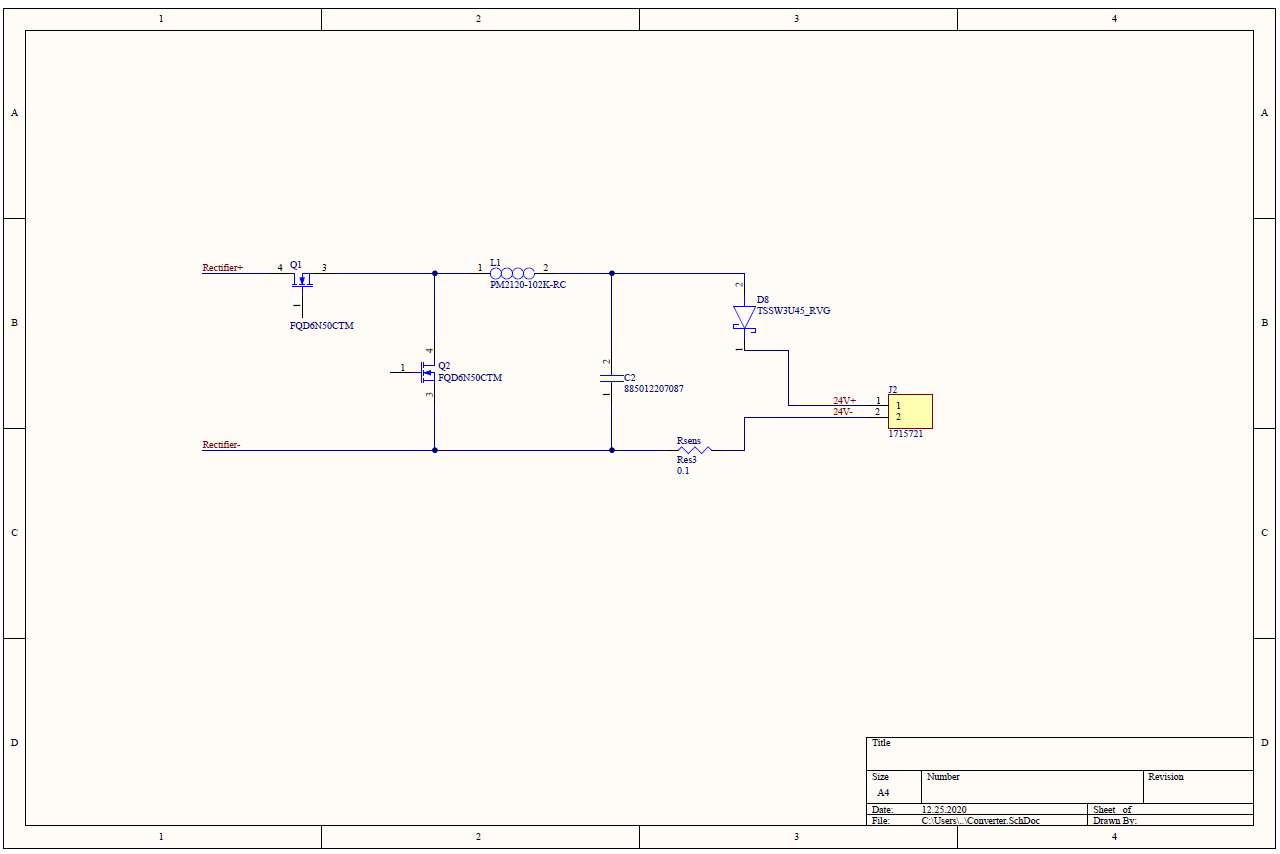 1 2 3 4
A A
Q1
L1
Rectifier+ 4 3 1 2
PM2120-102K-RC
2
D8
1 TSSW3U45_RVG
B B
FQD6N50CTM
4 1
2
1 Q2
FQD6N50CTM C2
885012207087
1
3
J2
24V+ 1 1
24V- 2 2
1715721
Rectifier- Rsens
Res3
0.1
C C
D D
Title
Size Number Revision
A4
Date: 12.25.2020 Sheet of
File: C:\Users\..\Converter.SchDoc Drawn By:
1 2 3 4